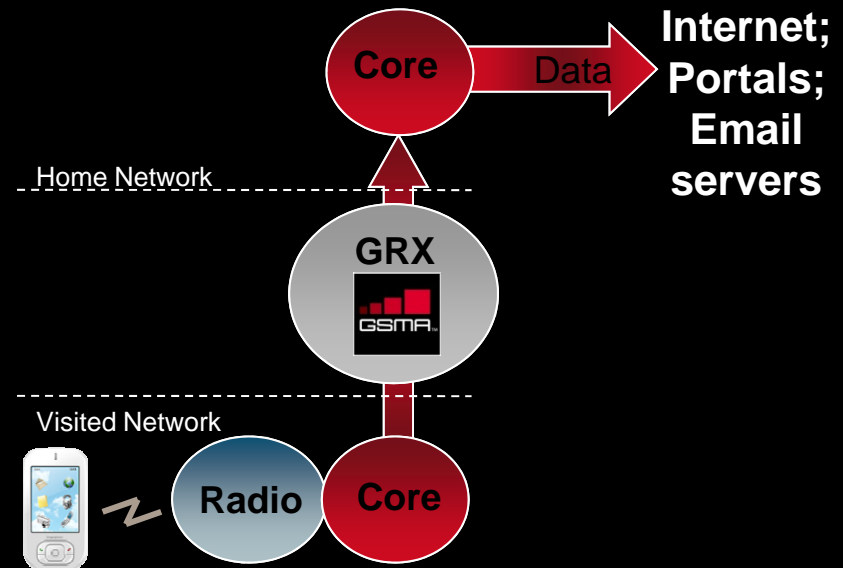 Core
Data
Internet;
Portals;
Email
servers
Home Network
GRX
GSMA
Visited Network
Radio
Core